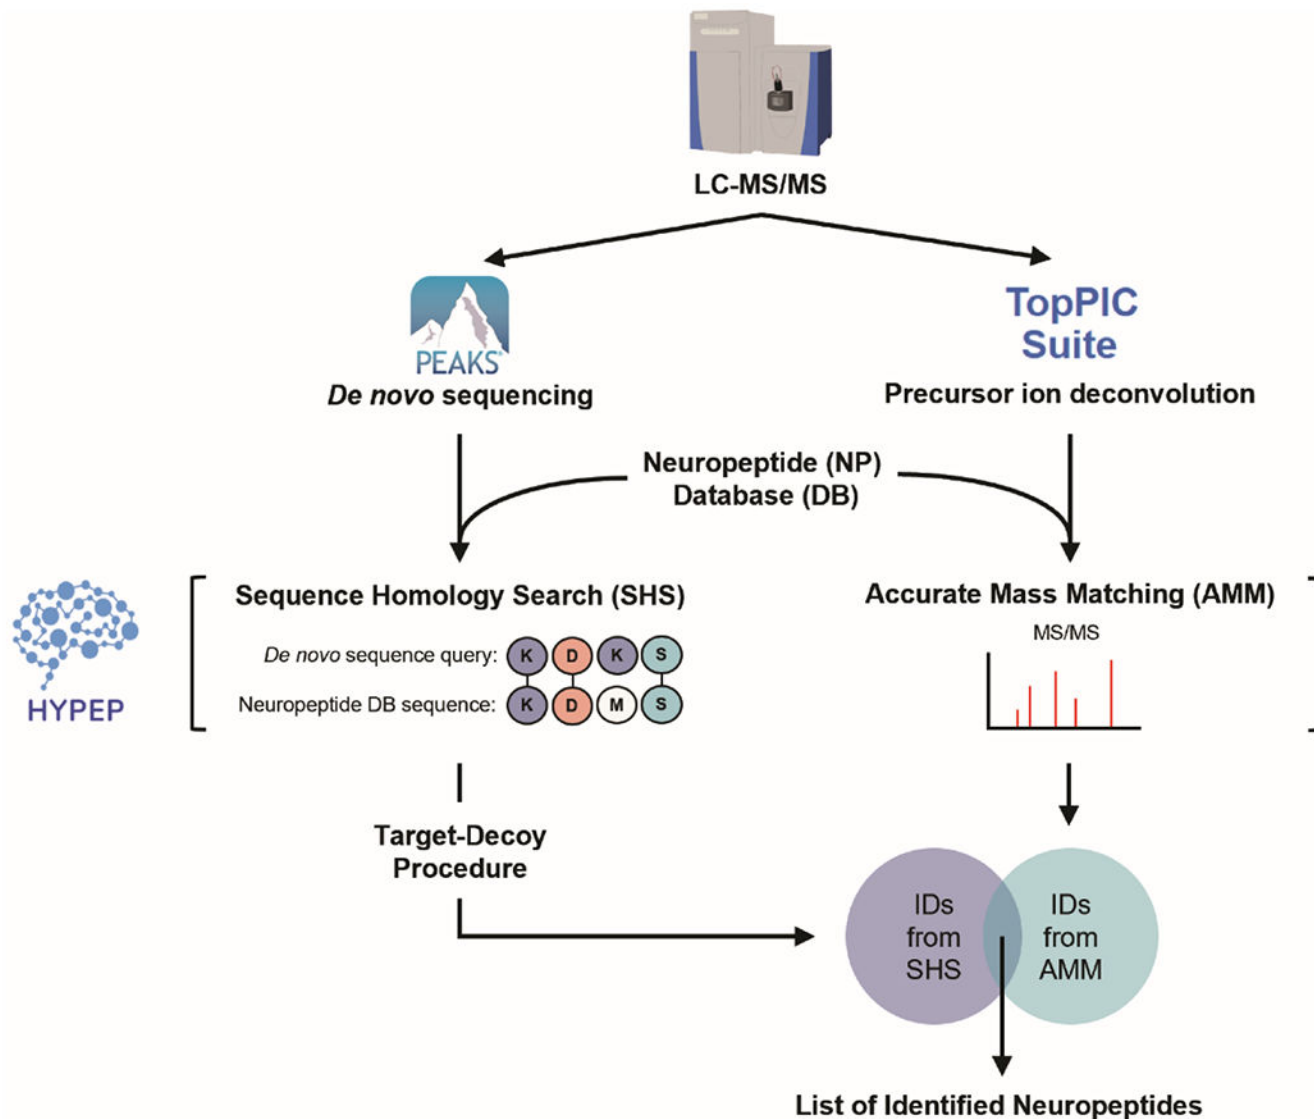 LC-MS/MS
PEAKS®
De novo sequencing
TopPIC
Suite
Precursor ion deconvolution
Neuropeptide (NP)
Database (DB)
HYPEP
Sequence Homology Search (SHS)
De novo sequence query: K D K S
Neuropeptide DB sequence: K D M S
Accurate Mass Matching (AMM)
MS/MS
Target-Decoy
Procedure
IDs
from
SHS
IDs
from
AMM
List of Identified Neuropeptides